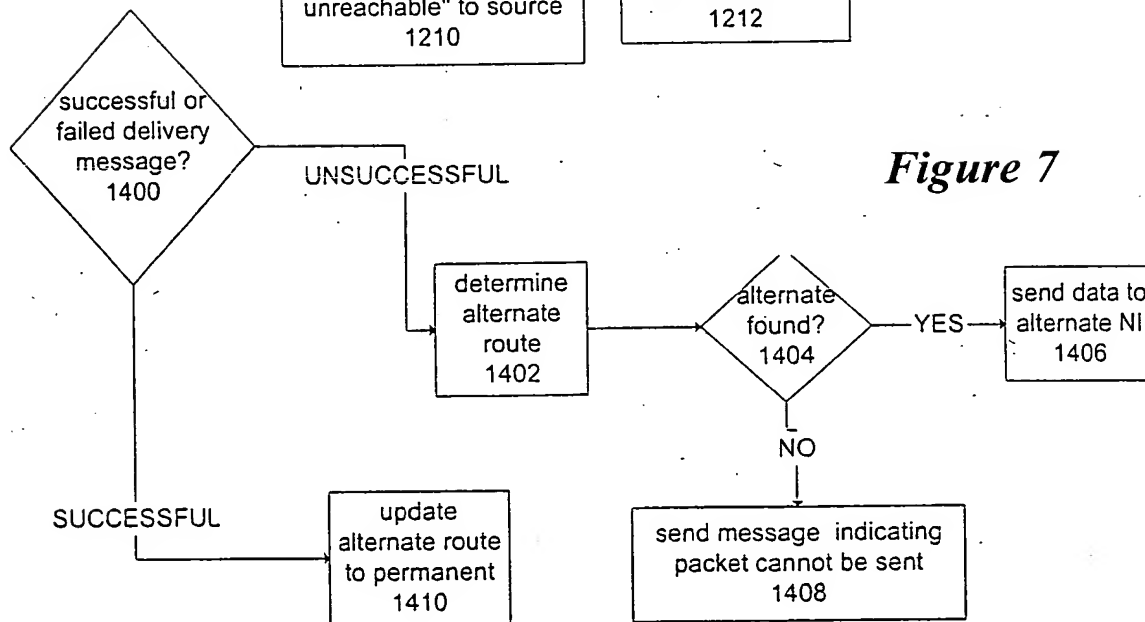 unreachable" to source
1210
1212
successful or
failed delivery
message?
1400
UNSUCCESSFUL
Figure 7
determine
alternate
route
1402
alternate
found?
1404
YES
send data to
alternate NI
1406
NO
SUCCESSFUL
update
alternate route
to permanent
1410
send message indicating
packet cannot be sent
1408